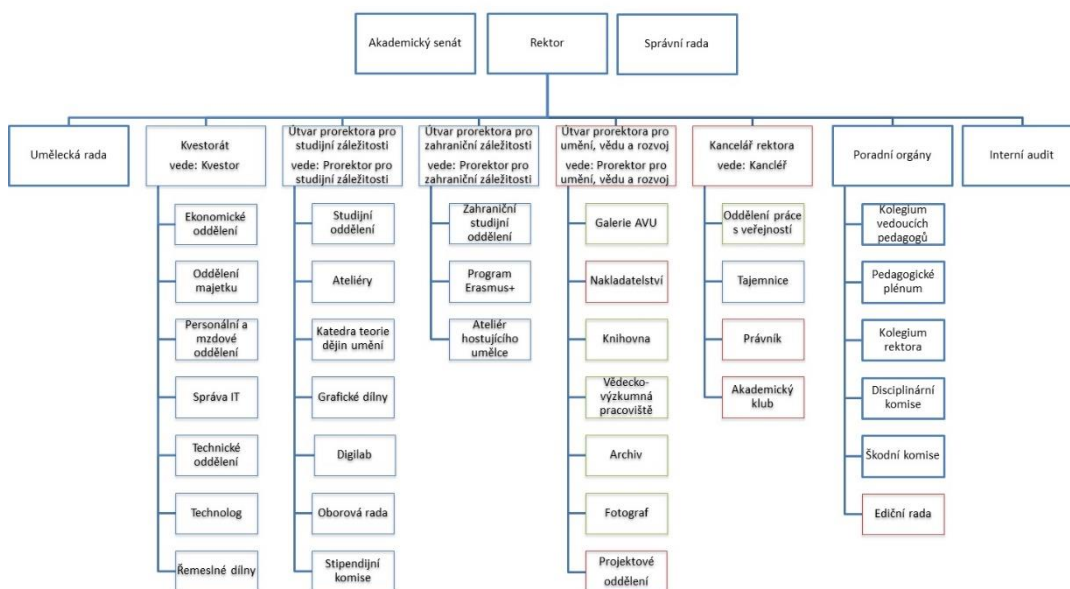 Akademický senát
Rektor
Správní rada
Umělecká rada
Kvestorát
vede: Kvestor
Útvar prorektora pro
studijní záležitosti
vede: Prorektor pro
studijní záležitosti
Útvar prorektora pro
zahraniční záležitosti
vede: Prorektor pro
zahraniční záležitosti
Útvar prorektora pro
umění, vědu a rozvoj
vede: Prorektor pro
umění, vědu a rozvoj
Kancelář rektora
vede: Kancléř
Poradní orgány
Interní audit
Ekonomické
oddělení
Oddělení
majetku
Personální a
mzdové
oddělení
Správa IT
Technické
oddělení
Technolog
Řemeslné dílny
Studijní
oddělení
Ateliéry
Katedra teorie
dějin umění
Grafické dílny
Digilab
Oborová rada
Stipendijní
komise
Zahraniční
studijní
oddělení
Program
Erasmus+
Ateliér
hostujícího
umělce
Galerie AVU
Nakladatelství
Knihovna
Vědecko-
výzkumná
pracoviště
Archiv
Fotograf
Projektové
oddělení
Oddělení práce
s veřejností
Tajemnice
Právník
Akademický
klub
Kolegium
vedoucích
pedagogů
Pedagogické
plénum
Kolegium
rektora
Disciplinární
komise
Škodní komise
Ediční rada